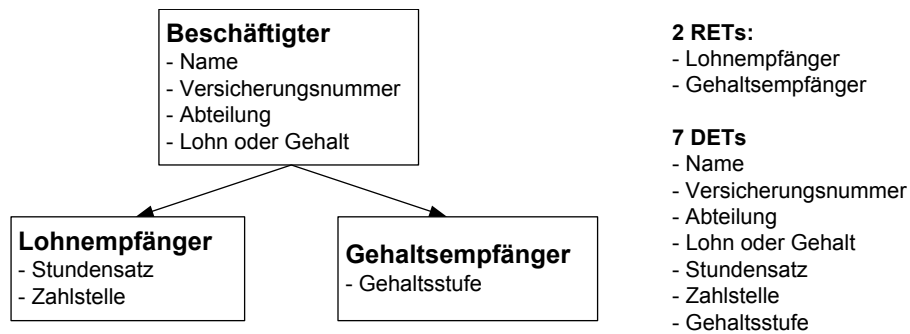 Beschäftigter
- Name
- Versicherungsnummer
- Abteilung
- Lohn oder Gehalt
Lohnempfänger
- Stundensatz
- Zahlstelle
Gehaltsempfänger
- Gehaltsstufe
2 RETs:
- Lohnempfänger
- Gehaltsempfänger
7 DETs
- Name
- Versicherungsnummer
- Abteilung
- Lohn oder Gehalt
- Stundensatz
- Zahlstelle
- Gehaltsstufe